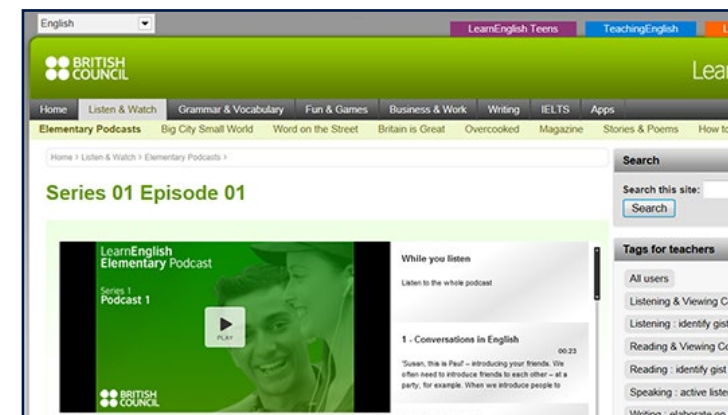 English
LearnEnglish Teens
TeachingEnglish
BRITISH
COUNCIL
Home Listen & Watch Grammar & Vocabulary Fun & Games Business & Work Writing IELTS Apps
Elementary Podcasts Big City Small World Word on the Street Britain is Great Overcooked Magazine Stories & Poems How to
Home › Listen & Watch › Elementary Podcasts ›
Series 01 Episode 01
LearnEnglish
Elementary Podcast
Series 1
Podcast 1
PLAY
BRITISH
COUNCIL
While you listen
Listen to the whole podcast
1 - Conversations in English
00:23
'Susan, this is Paul' – introducing your friends. We
often need to introduce friends to each other – at a
party, for example. When we introduce people to
Search
Search this site:
Search
Tags for teachers
All users
Listening & Viewing
Listening : identify gist
Reading & Viewing
Reading : identify gist
Speaking : active
Writing : elaborate